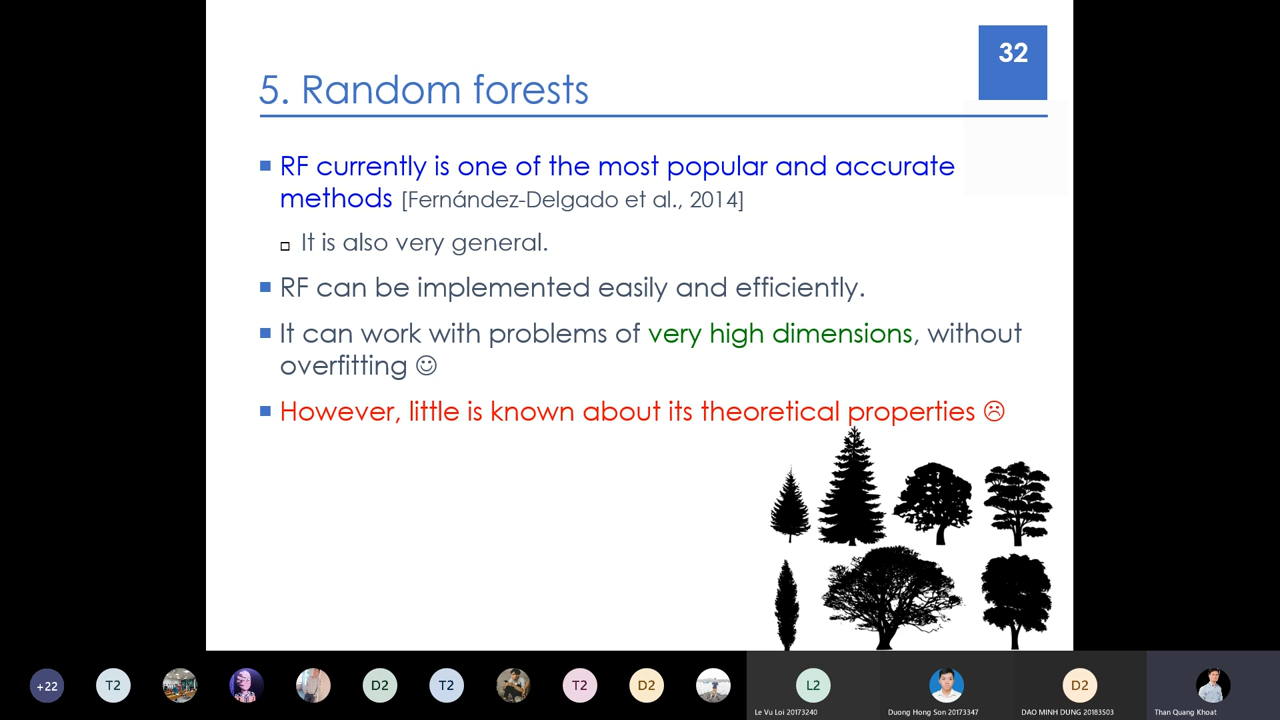 32
5. Random forests
RF currently is one of the most popular and accurate
methods [Fernández-Delgado et al., 2014]
It is also very general.
RF can be implemented easily and efficiently.
It can work with problems of very high dimensions, without
overfitting ☺
However, little is known about its theoretical properties ☹
+22
T2
D2
T2
T2
D2
L2
D2
Le Vu Loi 20173240
Duong Hong Son 20173347
DAO MINH DUNG 20183503
Than Quang Khoat